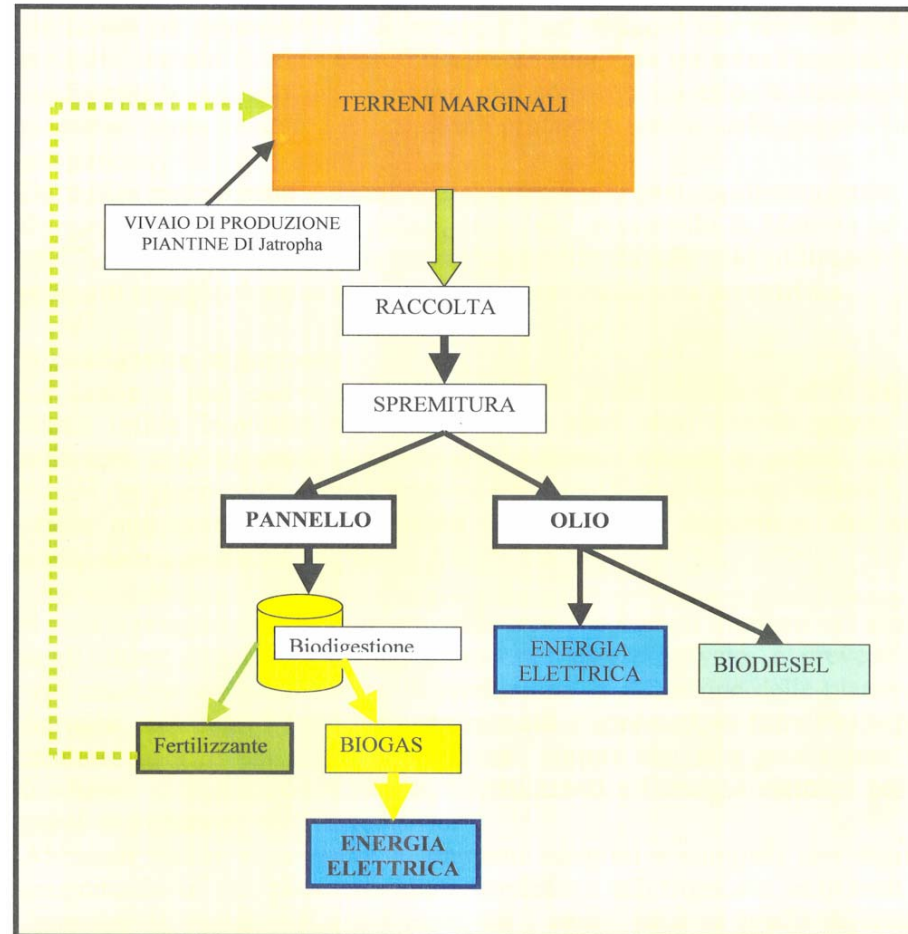 TERRENI MARGINALI
VIVAIO DI PRODUZIONE
PIANTINE DI Jatropha
RACCOLTA
SPREMITURA
PANNELLO
OLIO
Biodigestione
ENERGIA
ELETTRICA
BIODIESEL
Fertilizzante
BIOGAS
ENERGIA
ELETTRICA